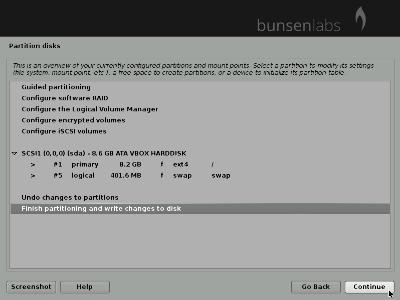 bunsenlabs
Partition disks
This is an overview of your currently configured partitions and mount points. Select a partition to modify its settings
(file system, mount point, etc.), a free space to create partitions, or a device to initialize its partition table.
Guided partitioning
Configure software RAID
Configure the Logical Volume Manager
Configure encrypted volumes
Configure iSCSI volumes
SCSI1 (0,0,0) (sda) - 8.6 GB ATA VBOX HARDDISK
> #1 primary 8.2 GB f ext4 /
> #5 logical 401.6 MB f swap swap
Undo changes to partitions
Finish partitioning and write changes to disk
Screenshot Help Go Back Continue